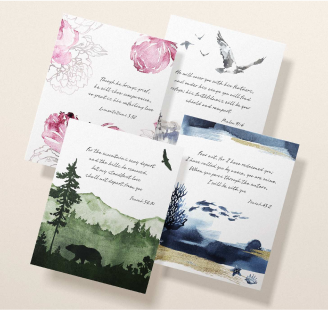 Though he brings grief,
he will show compassion,
so great is his unfailing love
Lamentations 3:32
He will cover you with his feathers,
and under his wings you will find
refuge; his faithfulness will be your
shield and rampart.
Psalm 91:4
For the mountains may depart
and the hills be removed,
but my steadfast love
shall not depart from you
Isaiah 54:10
Fear not, for I have redeemed you;
I have called you by name, you are mine.
When you pass through the waters,
I will be with you
Isaiah 43:2